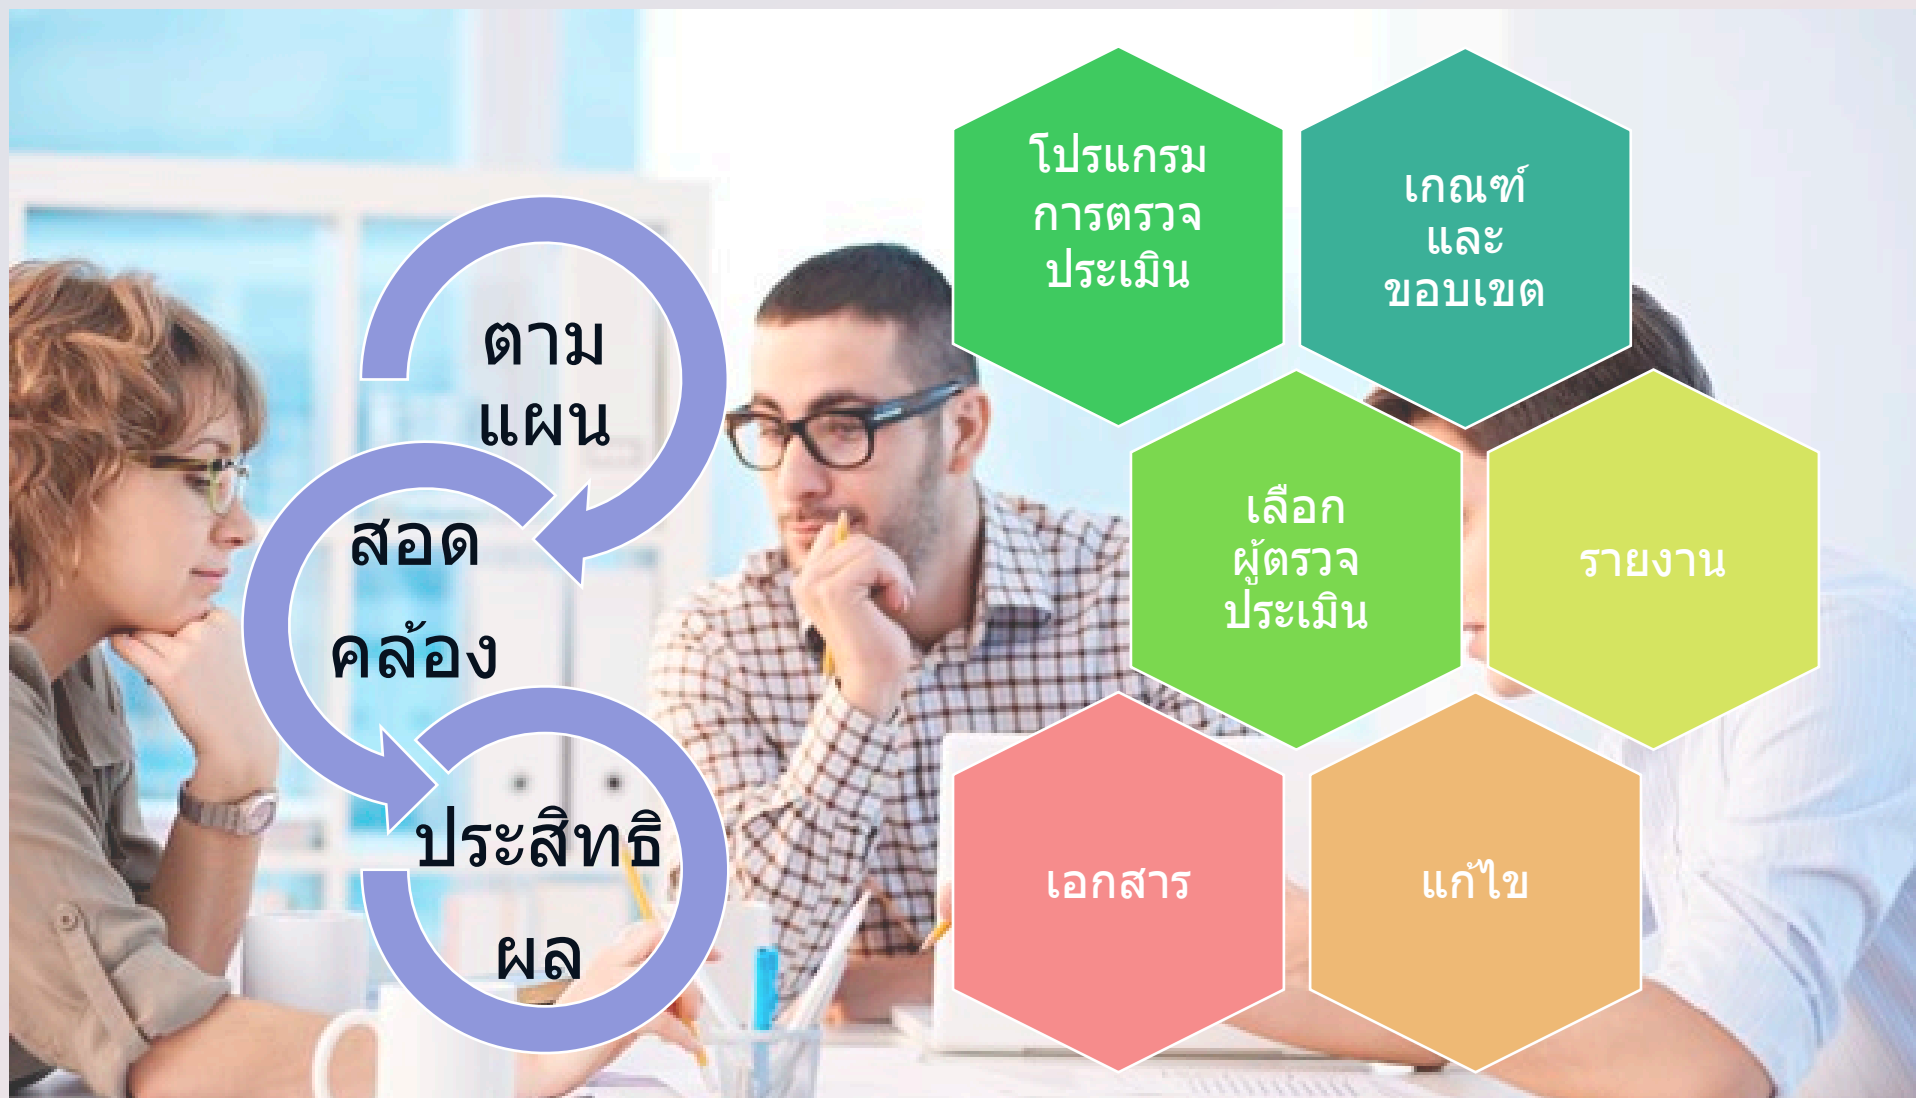 ตาม
แผน
สอด
คล้อง
ประสิทธิ
ผล
โปรแกรม
การตรวจ
ประเมิน
เกณฑ์
และ
ขอบเขต
เลือก
ผู้ตรวจ
ประเมิน
รายงาน
เอกสาร
แก้ไข